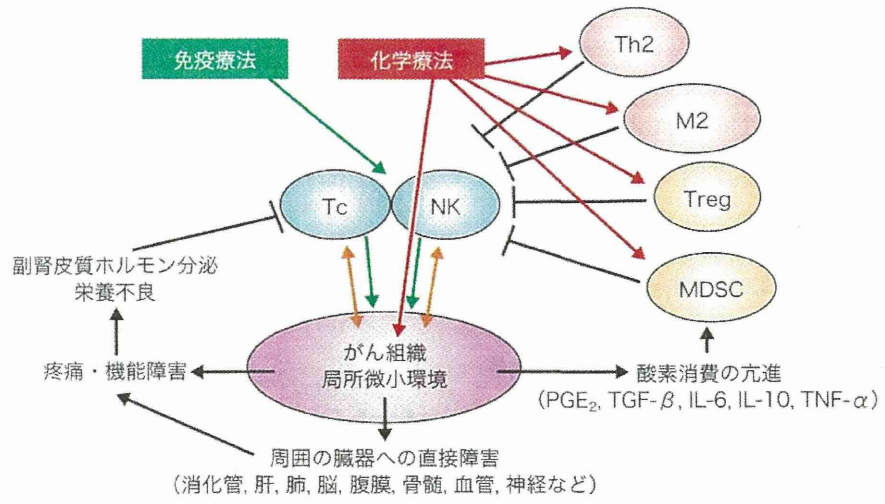 免疫療法
化学療法
Th2
M2
Treg
MDSC
Tc
NK
副腎皮質ホルモン分泌
栄養不良
疼痛・機能障害
がん組織
局所微小環境
酸素消費の亢進
(PGE₂, TGF-β, IL-6, IL-10, TNF-α)
周囲の臓器への直接障害
(消化管, 肝, 肺, 脳, 腹膜, 骨髄, 血管, 神経など)